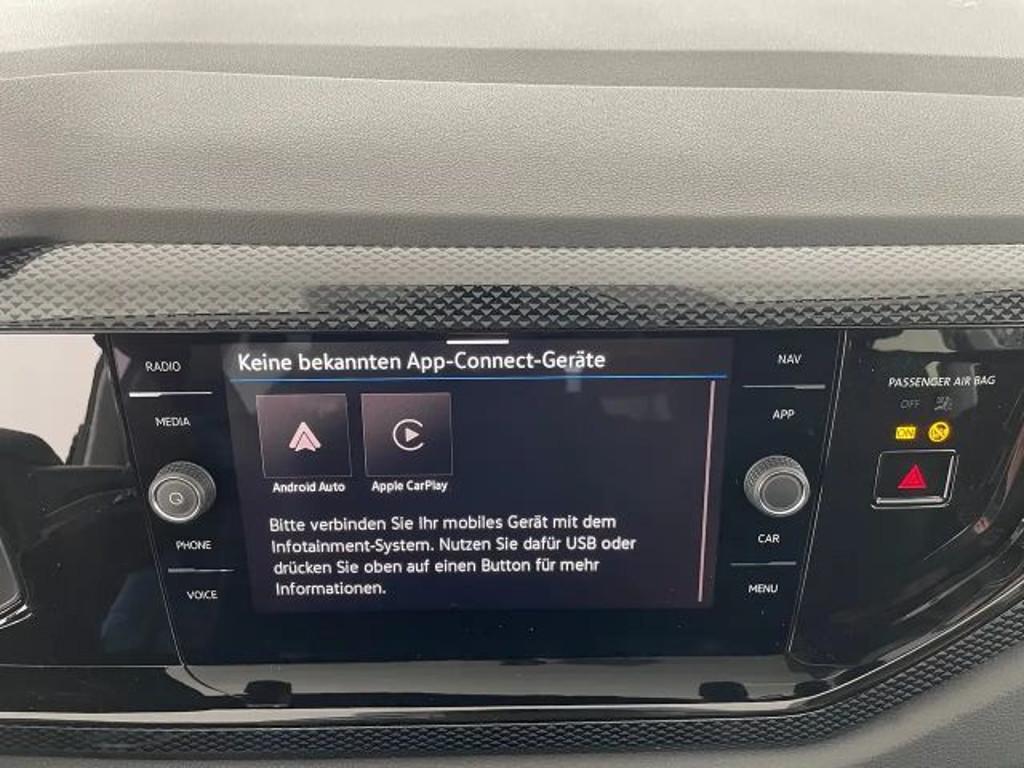 RADIO
MEDIA
PHONE
VOICE
Keine bekannten App-Connect-Geräte
Android Auto
Apple CarPlay
Bitte verbinden Sie Ihr mobiles Gerät mit dem
Infotainment-System. Nutzen Sie dafür USB oder
drücken Sie oben auf einen Button für mehr
Informationen.
NAV
APP
CAR
MENU
PASSENGER AIR BAG
OFF
ON